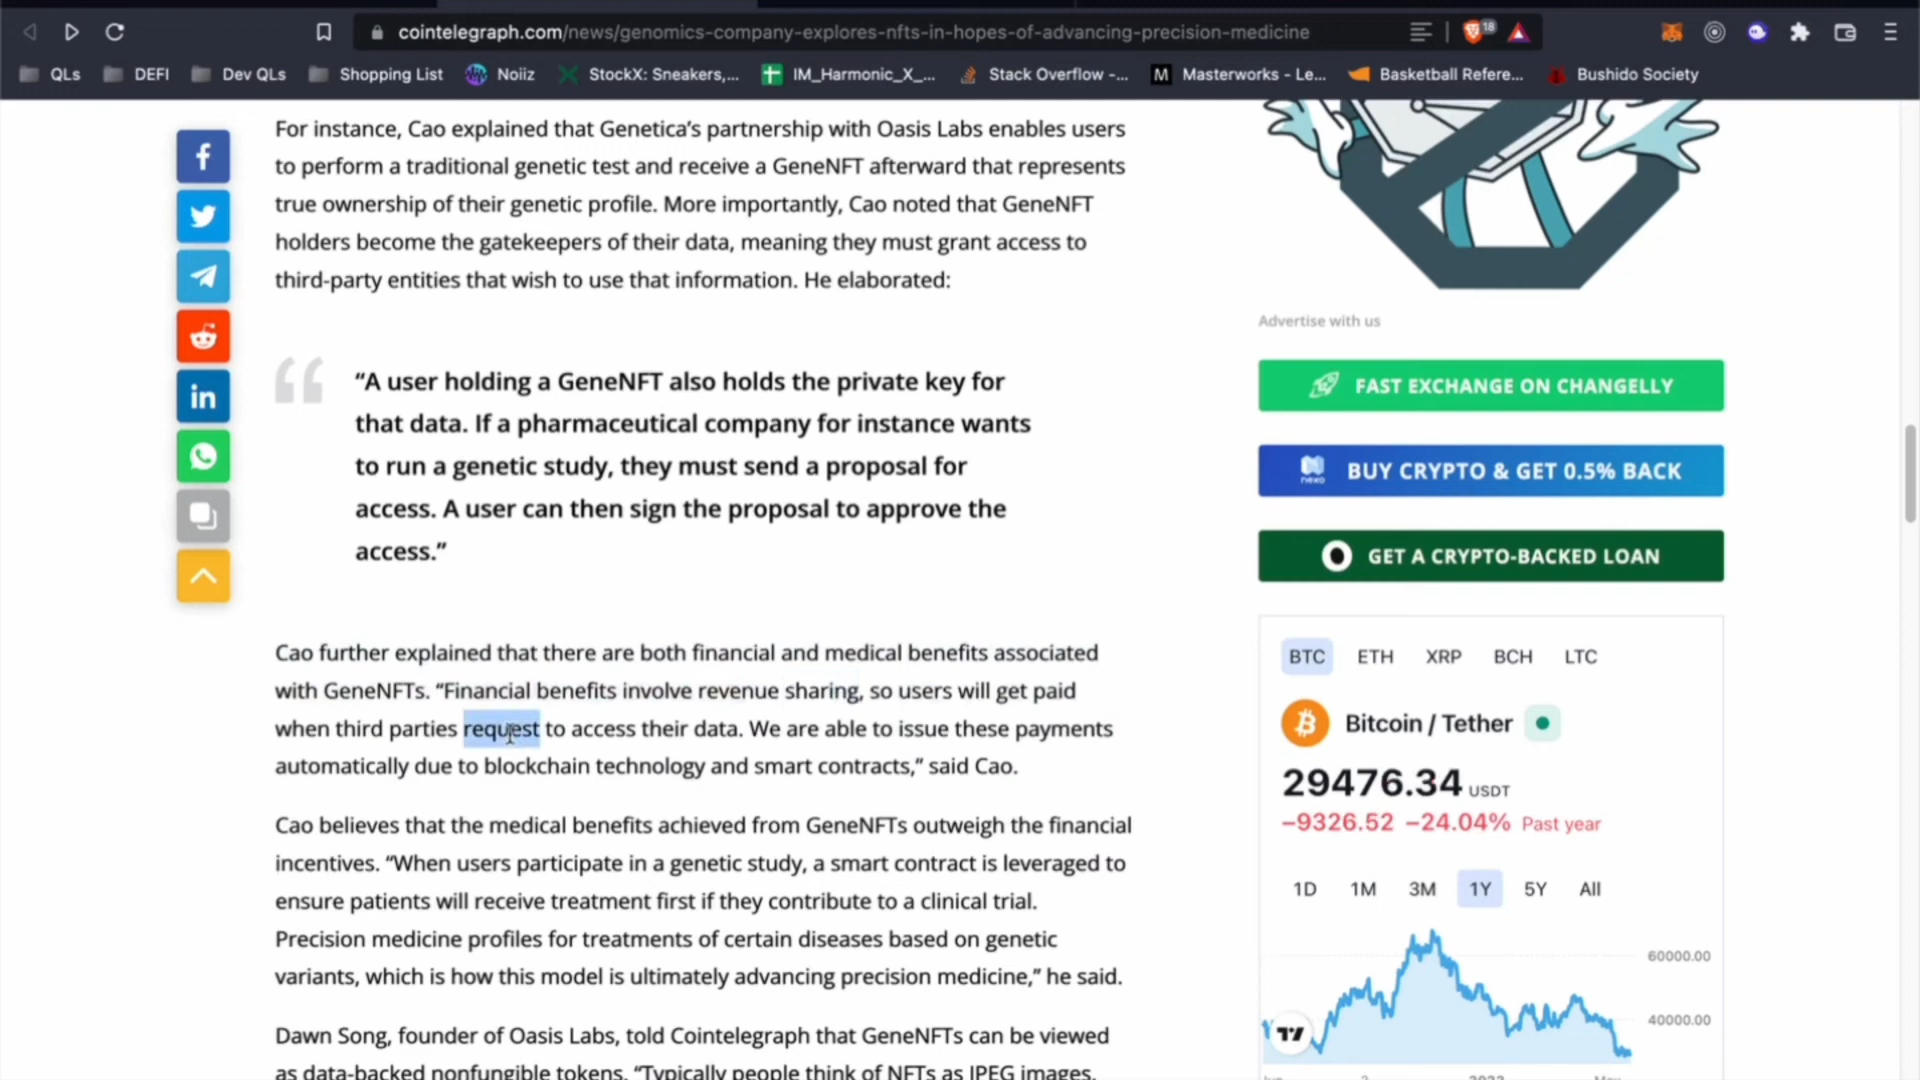 cointelegraph.com/news/genomics-company-explores-nfts-in-hopes-of-advancing-precision-medicine
18
QLs
DEFI
Dev QLs
Shopping List
Noiiz
StockX: Sneakers,...
IM_Harmonic_X_...
Stack Overflow -...
M
Masterworks - Le...
Basketball Refere...
Bushido Society
For instance, Cao explained that Genetica’s partnership with Oasis Labs enables users
to perform a traditional genetic test and receive a GeneNFT afterward that represents
true ownership of their genetic profile. More importantly, Cao noted that GeneNFT
holders become the gatekeepers of their data, meaning they must grant access to
third-party entities that wish to use that information. He elaborated:
“A user holding a GeneNFT also holds the private key for
that data. If a pharmaceutical company for instance wants
to run a genetic study, they must send a proposal for
access. A user can then sign the proposal to approve the
access.”
Cao further explained that there are both financial and medical benefits associated
with GeneNFTs. “Financial benefits involve revenue sharing, so users will get paid
when third parties request to access their data. We are able to issue these payments
automatically due to blockchain technology and smart contracts,” said Cao.
Cao believes that the medical benefits achieved from GeneNFTs outweigh the financial
incentives. “When users participate in a genetic study, a smart contract is leveraged to
ensure patients will receive treatment first if they contribute to a clinical trial.
Precision medicine profiles for treatments of certain diseases based on genetic
variants, which is how this model is ultimately advancing precision medicine,” he said.
Dawn Song, founder of Oasis Labs, told Cointelegraph that GeneNFTs can be viewed
as data-backed nonfungible tokens. “Typically people think of NFTs as JPEG images,
Advertise with us
FAST EXCHANGE ON CHANGELLY
nexo BUY CRYPTO & GET 0.5% BACK
GET A CRYPTO-BACKED LOAN
BTC ETH XRP BCH LTC
Bitcoin / Tether
29476.34 USDT
−9326.52 −24.04% Past year
1D 1M 3M 1Y 5Y All
60000.00
40000.00